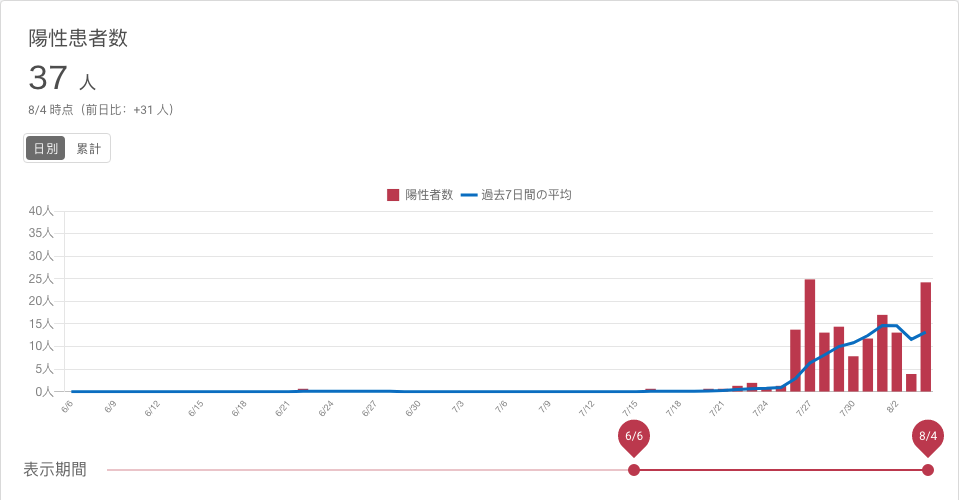 陽性患者数
37 人
8/4 時点（前日比：+31 人）
日別 累計
陽性者数 過去7日間の平均
40人
35人
30人
25人
20人
15人
10人
5人
0人
6/6 6/9 6/12 6/15 6/18 6/21 6/24 6/27 6/30 7/3 7/6 7/9 7/12 7/15 7/18 7/21 7/24 7/27 7/30 8/2
6/6 8/4
表示期間